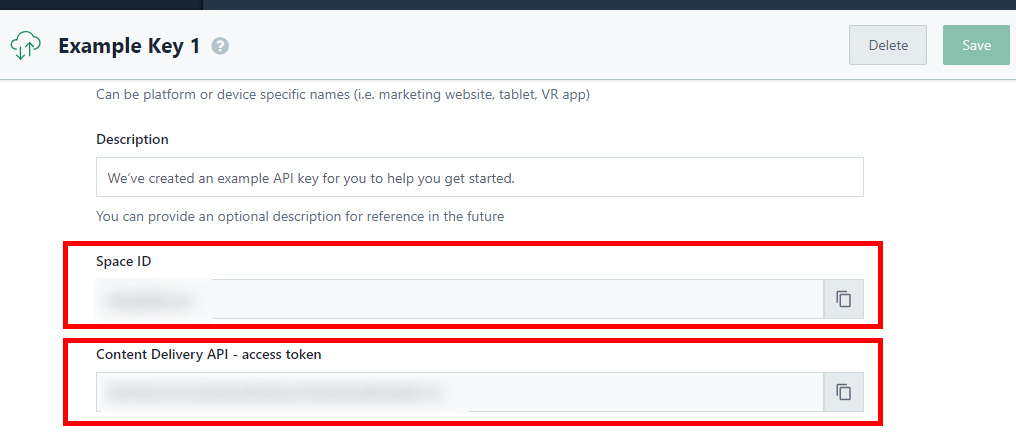 Example Key 1 ?
Delete
Save
Can be platform or device specific names (i.e. marketing website, tablet, VR app)
Description
We've created an example API key for you to help you get started.
You can provide an optional description for reference in the future
Space ID
Content Delivery API - access token